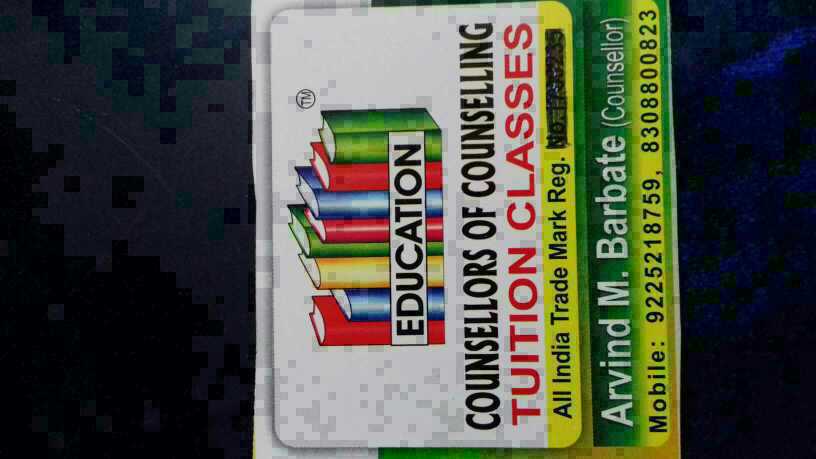 TM
EDUCATION
COUNSELLORS OF COUNSELLING
TUITION CLASSES
All India Trade Mark Reg.
Arvind M. Barbate (Counsellor)
Mobile: 9225218759, 8308800823